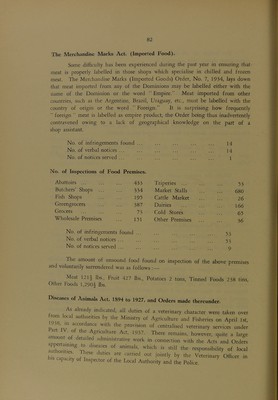 82
The Merchandise Marks Act. (Imported Food).
Some difficulty has been experienced during the past year in ensuring that
meat is properly labelled in those shops which specialise in chilled and frozen
meat. The Merchandise Marks (Imported Goods) Order, No. 7, 1934, lays down
that meat imported from any of the Dominions may be labelled either with the
name of the Dominion or the word "Empire." Meat imported from other
countries, such as the Argentine, Brazil, Uruguay, etc., must be labelled with the
country of origin or the word "Foreign." It is surprising how frequently
"foreign" meat is labelled as empire product, the Order being thus inadvertently
contravened owing to a lack of geographical knowledge on the part of a
shop assistant.
No. of infringements found ... 14
No. of verbal notices ... 14
No. of notices served ... 1
No. of Inspections of Food Premises.
Abattoirs ... 433 Triperies ... 55
Butchers' Shops ... 334 Market Stalls ... 680
Fish Shops ... 195 Cattle Market ... 26
Greengrocers ... 387 Dairies ... 166
Grocers ... 71 Cold Stores ... 65
Wholesale Premises 131 Other Premises ... 66
No. of infringements found ... 51
No. of verbal notices ... 51
No. of notices served ... 9
The amount of unsound food found on inspection of the above premises
and voluntarily surrendered was as follows :—
Meat 121½ lbs., Fruit 427 lbs., Potatoes 2 tons, Tinned Foods 238 tins,
Other Foods 1,290½ lbs.
Diseases of Animals Act, 1894 to 1927, and Orders made thereunder.
As already indicated, all duties of a veterinary character were taken over
from local authorities by the Ministry of Agriculture and Fisheries on April 1st,
1938, in accordance with the provision of centralised veterinary services under
Part IV. of the Agriculture Act, 1937. There remains, however, quite a large
amount of detailed administrative work in connection with the Acts and Orders
appertaining to diseases of animals, which is still the responsibility of local
authorities. These duties are carried out jointly by the Veterinary Officer in
his capacity of Inspector of the Local Authority and the Police.